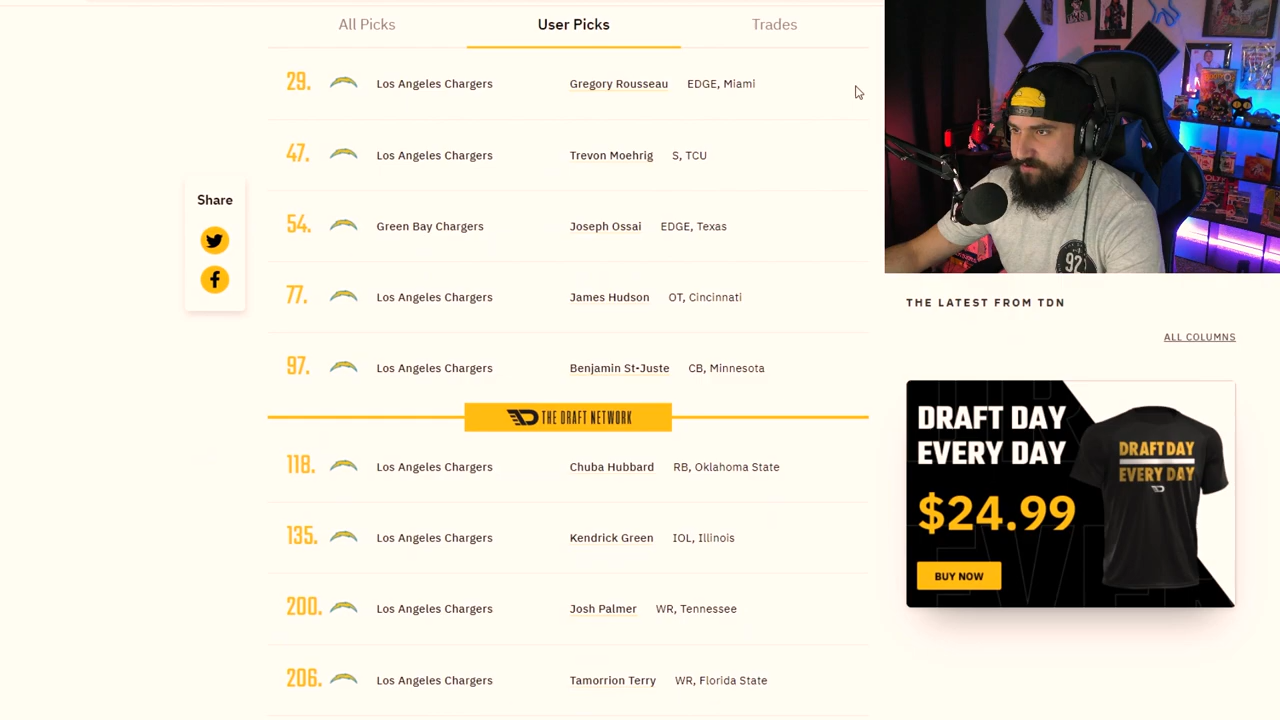 All Picks User Picks Trades
29. Los Angeles Chargers Gregory Rousseau EDGE, Miami
47. Los Angeles Chargers Trevon Moehrig S, TCU
54. Green Bay Chargers Joseph Ossai EDGE, Texas
77. Los Angeles Chargers James Hudson OT, Cincinnati
97. Los Angeles Chargers Benjamin St-Juste CB, Minnesota
THE DRAFT NETWORK
118. Los Angeles Chargers Chuba Hubbard RB, Oklahoma State
135. Los Angeles Chargers Kendrick Green IOL, Illinois
200. Los Angeles Chargers Josh Palmer WR, Tennessee
206. Los Angeles Chargers Tamorrion Terry WR, Florida State
Share
92
THE LATEST FROM TDN
ALL COLUMNS
DRAFT DAY
EVERY DAY
$24.99
BUY NOW
DRAFT DAY
EVERY DAY